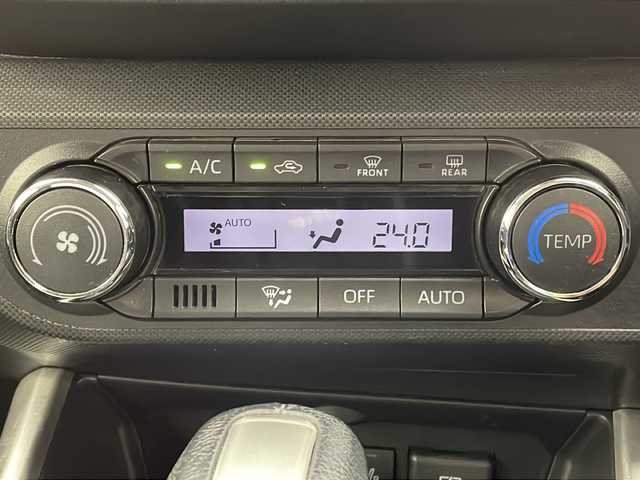 A/C
FRONT
REAR
AUTO
24.0
TEMP
OFF
AUTO